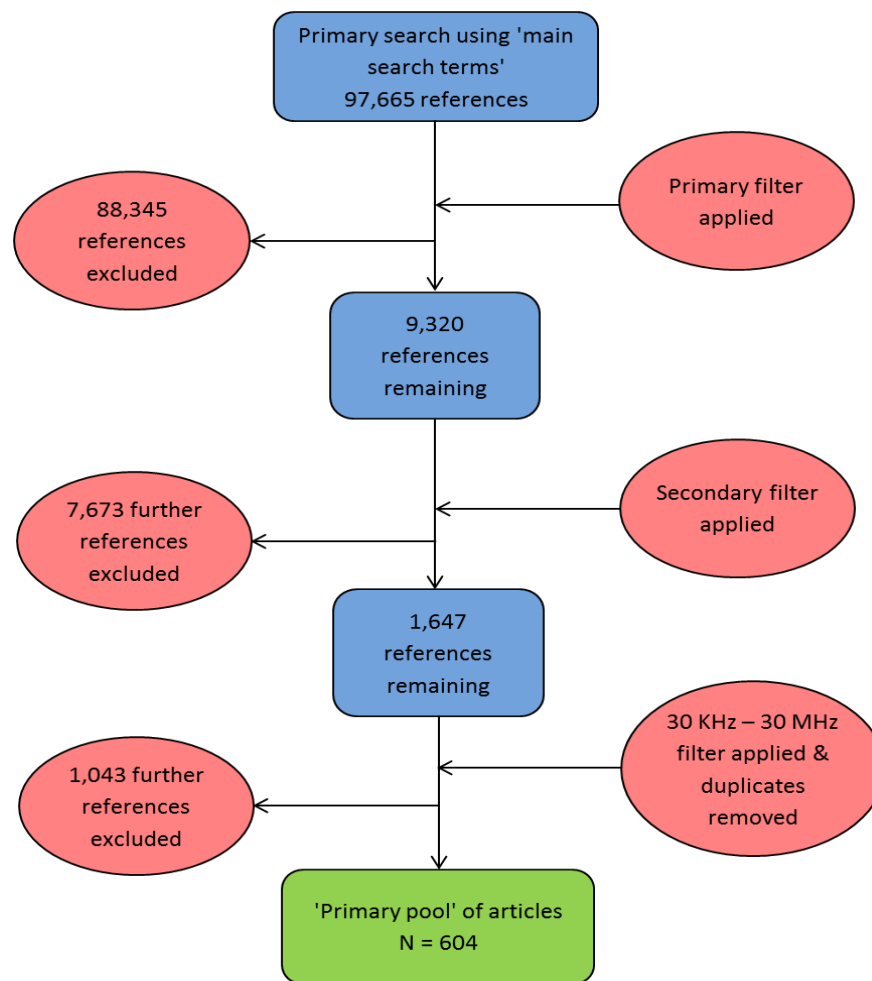 Primary search using 'main
search terms'
97,665 references
Primary filter
applied
88,345
references
excluded
9,320
references
remaining
Secondary filter
applied
7,673 further
references
excluded
1,647
references
remaining
30 KHz – 30 MHz
filter applied &
duplicates
removed
1,043 further
references
excluded
'Primary pool' of articles
N = 604